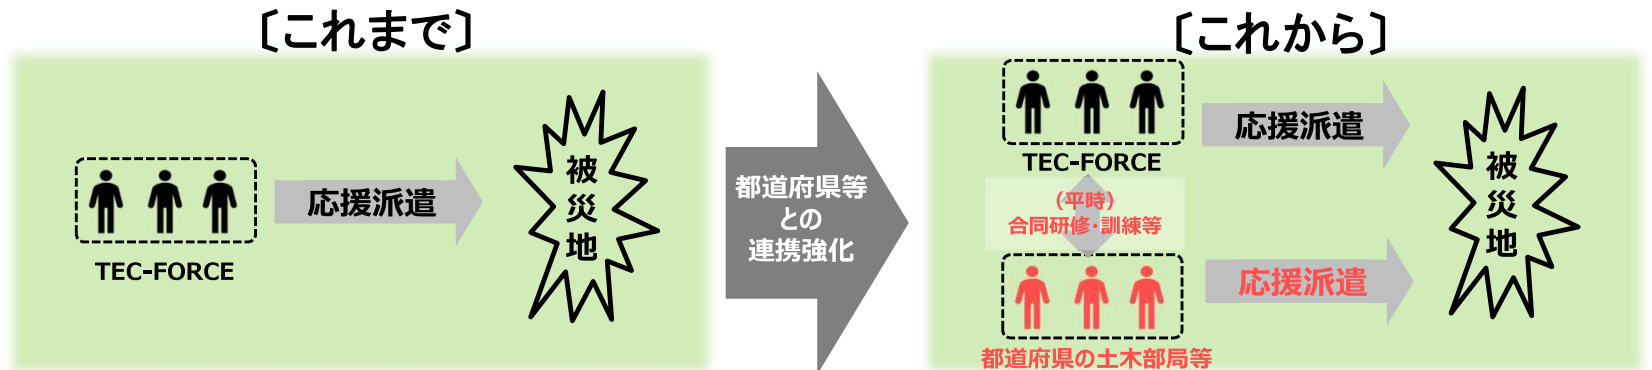 〔これまで〕
TEC-FORCE
応援派遣
被災地
都道府県等
との
連携強化
〔これから〕
TEC-FORCE
応援派遣
(平時)
合同研修・訓練等
都道府県の土木部局等
応援派遣
被災地